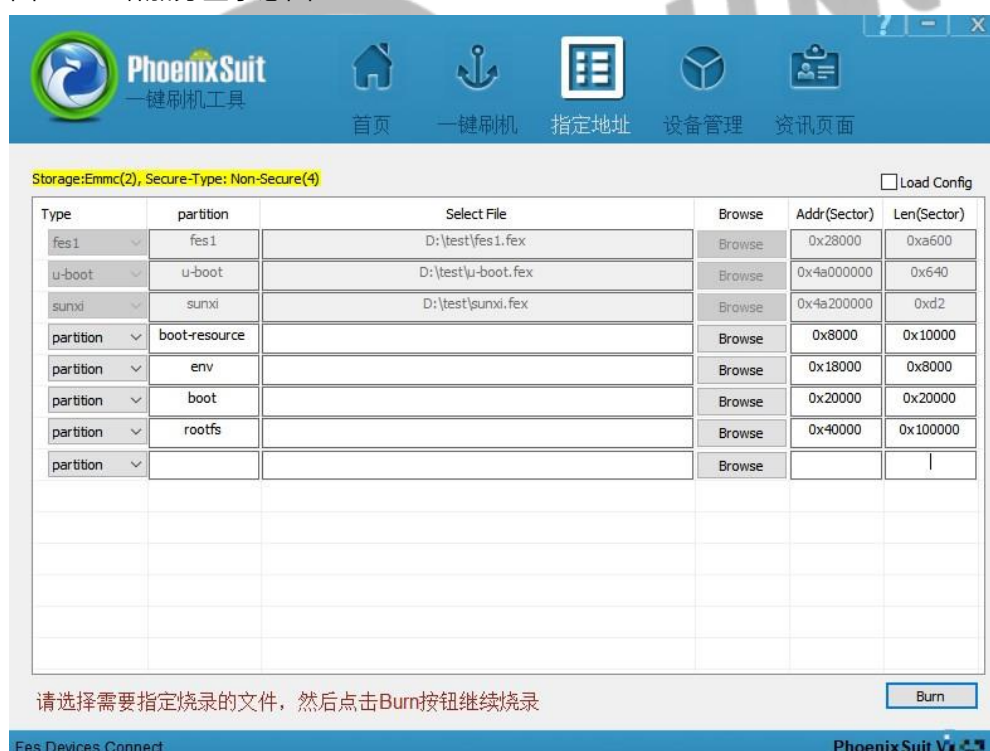 ? - X
PhoenixSuit
一键刷机工具
首页 一键刷机 指定地址 设备管理 资讯页面
Storage:Emmc(2), Secure-Type: Non-Secure(4)
Load Config
Type partition Select File Browse Addr(Sector) Len(Sector)
fes1 fes1 D:\test\fes1.fex Browse 0x28000 0xa600
u-boot u-boot D:\test\u-boot.fex Browse 0x4a000000 0x640
sunxi sunxi D:\test\sunxi.fex Browse 0x4a200000 0xd2
partition boot-resource Browse 0x8000 0x10000
partition env Browse 0x18000 0x8000
partition boot Browse 0x20000 0x20000
partition rootfs Browse 0x40000 0x100000
partition Browse
请选择需要指定烧录的文件，然后点击Burn按钮继续烧录
Burn
Fes Devices Connect
PhoenixSuit